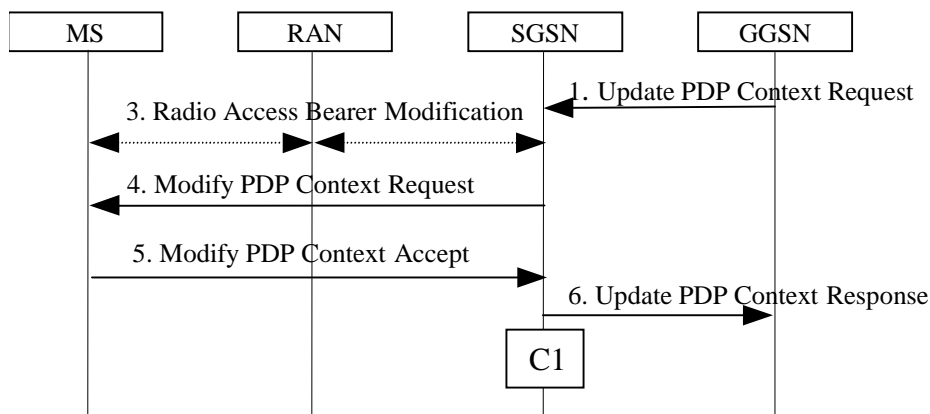 MS RAN SGSN GGSN
1. Update PDP Context Request
3. Radio Access Bearer Modification
4. Modify PDP Context Request
5. Modify PDP Context Accept
6. Update PDP Context Response
C1